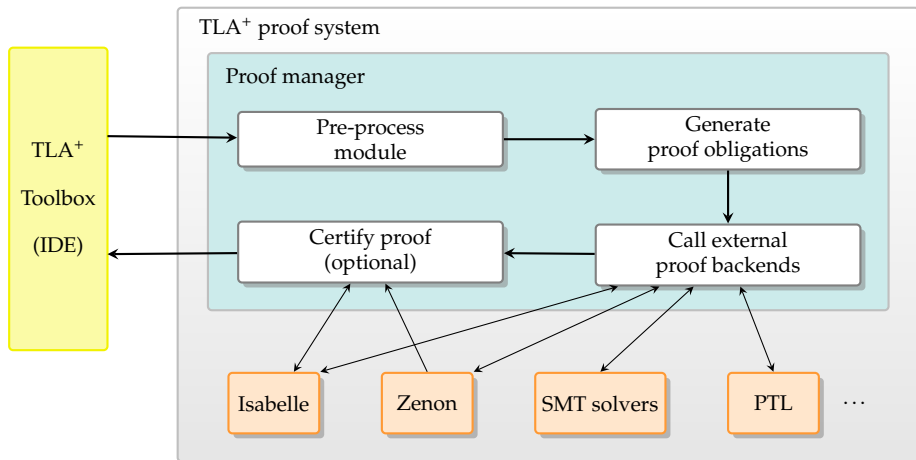 TLA+ proof system
Proof manager
TLA+
Toolbox
(IDE)
Pre-process
module
Generate
proof obligations
Certify proof
(optional)
Call external
proof backends
Isabelle
Zenon
SMT solvers
PTL
...